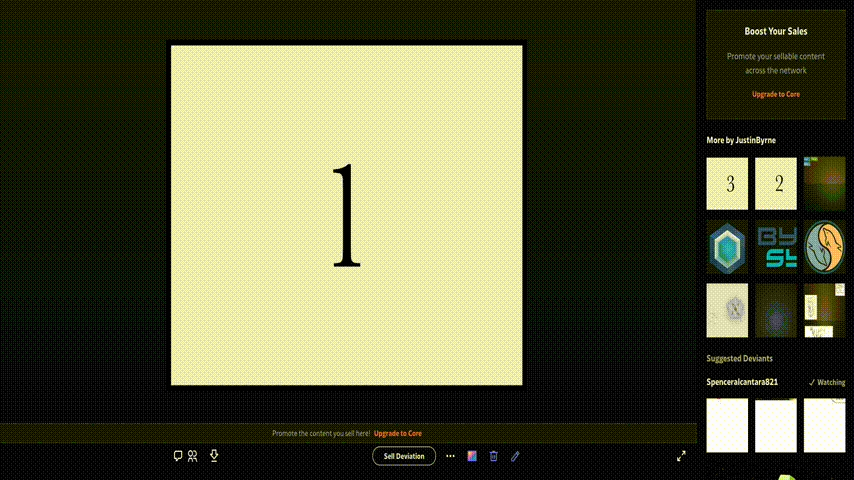 1
Promote the content you sell here! Upgrade to Core
Sell Deviation
Boost Your Sales
Promote your sellable content
across the network
Upgrade to Core
More by JustinByrne
3
2
BY
St
Suggested Deviants
Spenceralcantara821
✓ Watching